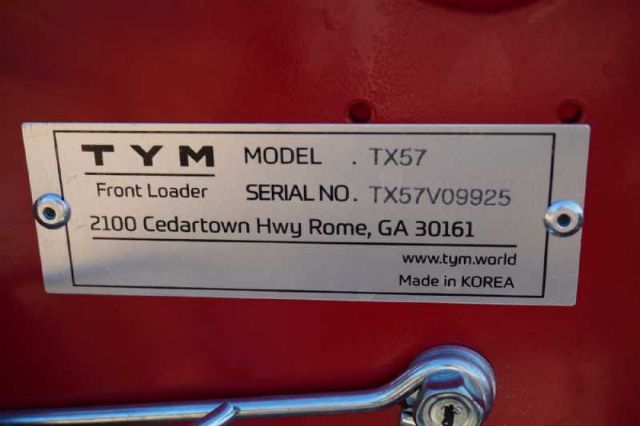 TYM MODEL . TX57
Front Loader SERIAL NO. TX57V09925
2100 Cedartown Hwy Rome, GA 30161
www.tym.world
Made in KOREA